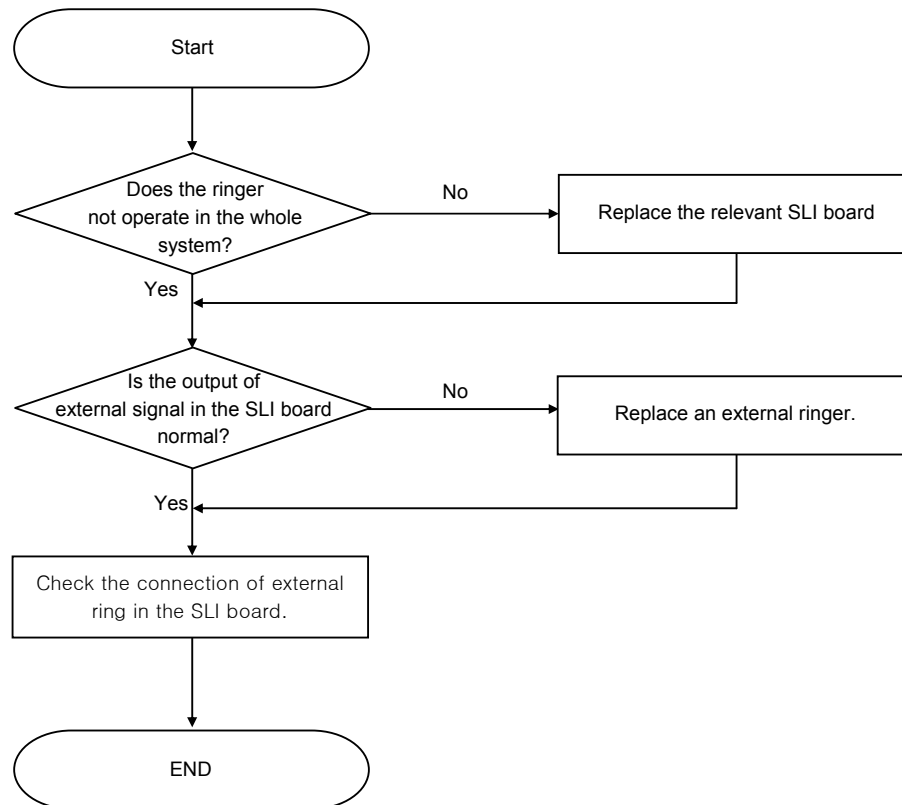 Start
Does the ringer
not operate in the whole
system?
No
Replace the relevant SLI board
Yes
Is the output of
external signal in the SLI board
normal?
No
Replace an external ringer.
Yes
Check the connection of external
ring in the SLI board.
END